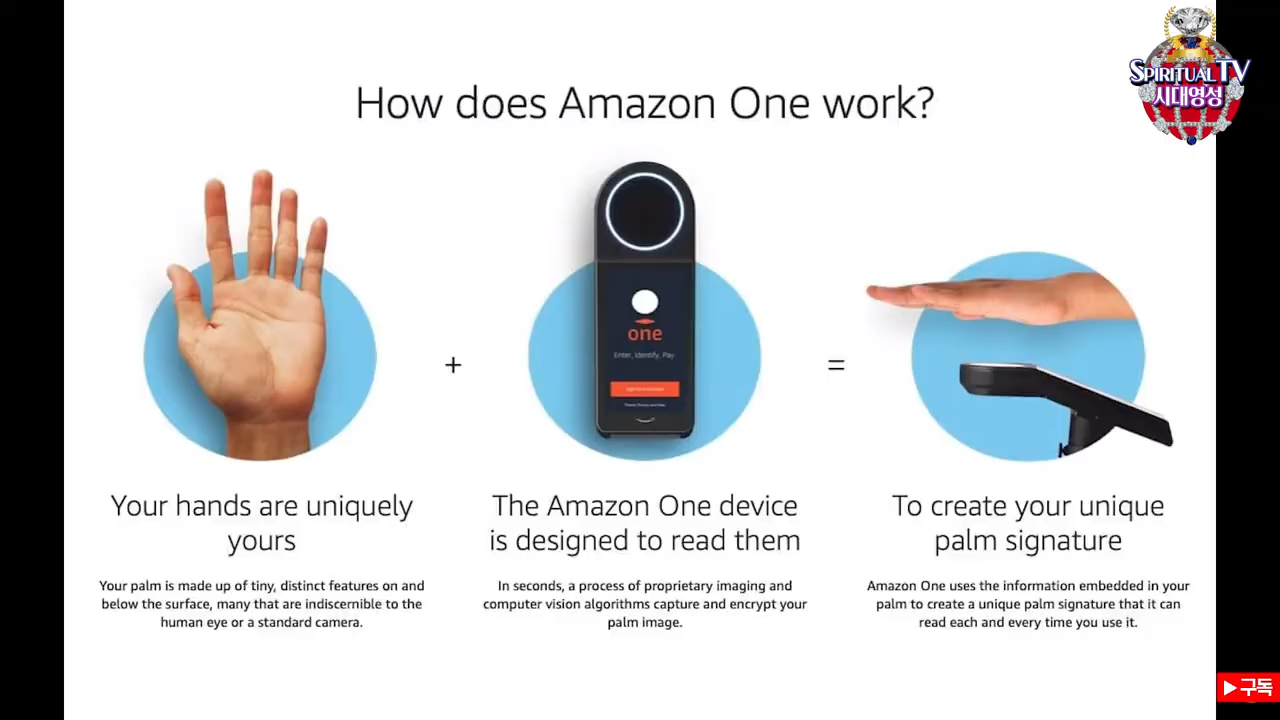 SPIRITUAL TV
시대영성
How does Amazon One work?
one
Enter, Identify, Pay
+
=
Your hands are uniquely
yours
Your palm is made up of tiny, distinct features on and
below the surface, many that are indiscernible to the
human eye or a standard camera.
The Amazon One device
is designed to read them
In seconds, a process of proprietary imaging and
computer vision algorithms capture and encrypt your
palm image.
To create your unique
palm signature
Amazon One uses the information embedded in your
palm to create a unique palm signature that it can
read each and every time you use it.
구독